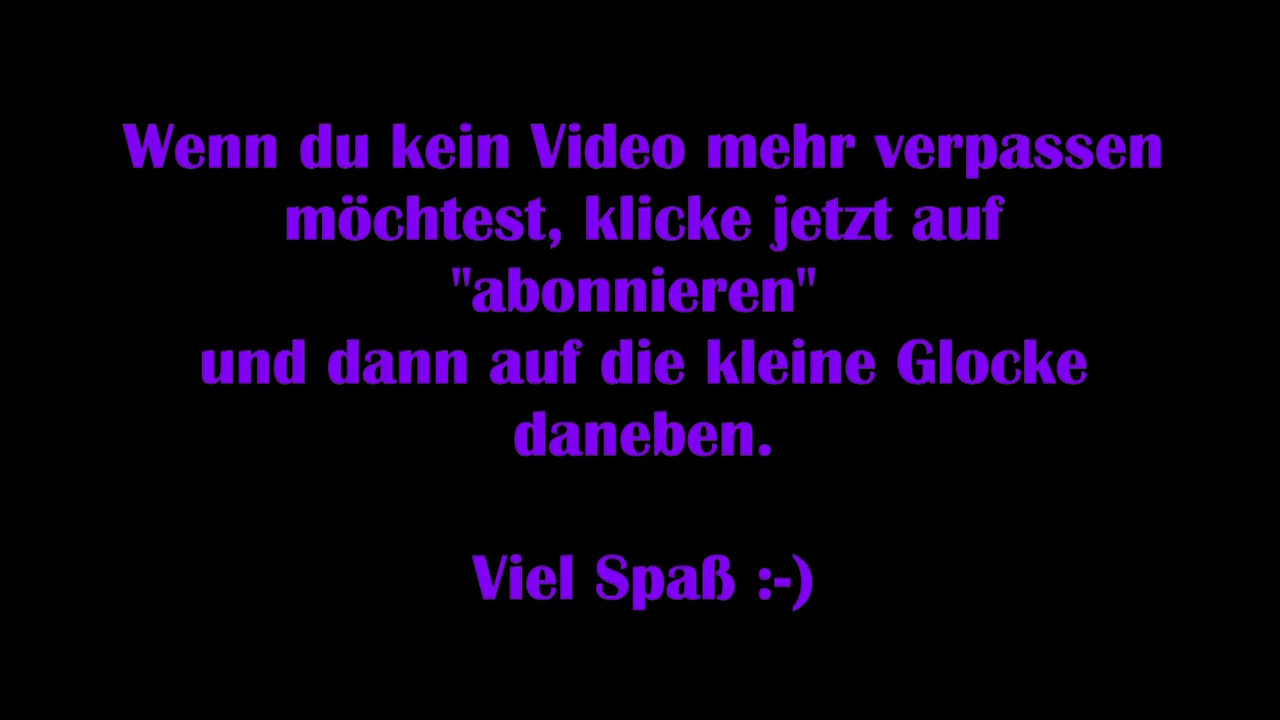 Wenn du kein Video mehr verpassen
möchtest, klicke jetzt auf
"abonnieren"
und dann auf die kleine Glocke
daneben.
Viel Spaß :-)